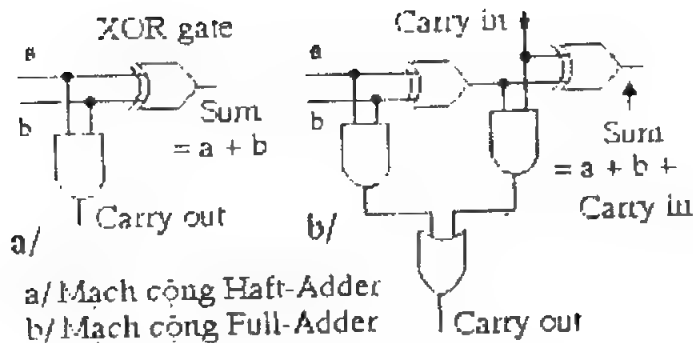 XOR gate
a
b
Sum
= a + b
Carry out
a/
Carry in
a
b
Sum
= a + b +
Carry in
b/
Carry out
a/ Mạch cộng Haft-Adder
b/ Mạch cộng Full-Adder